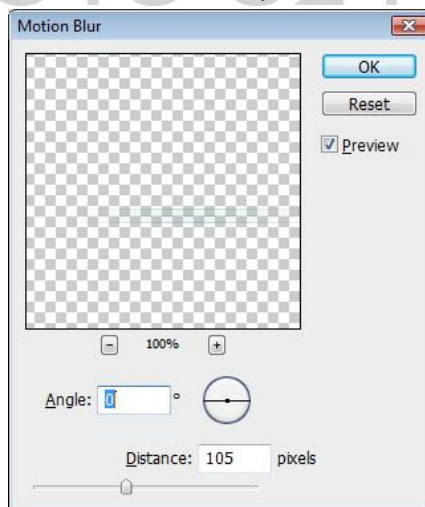 Motion Blur
OK
Reset
Preview
100%
Angle: 0 °
Distance: 105 pixels